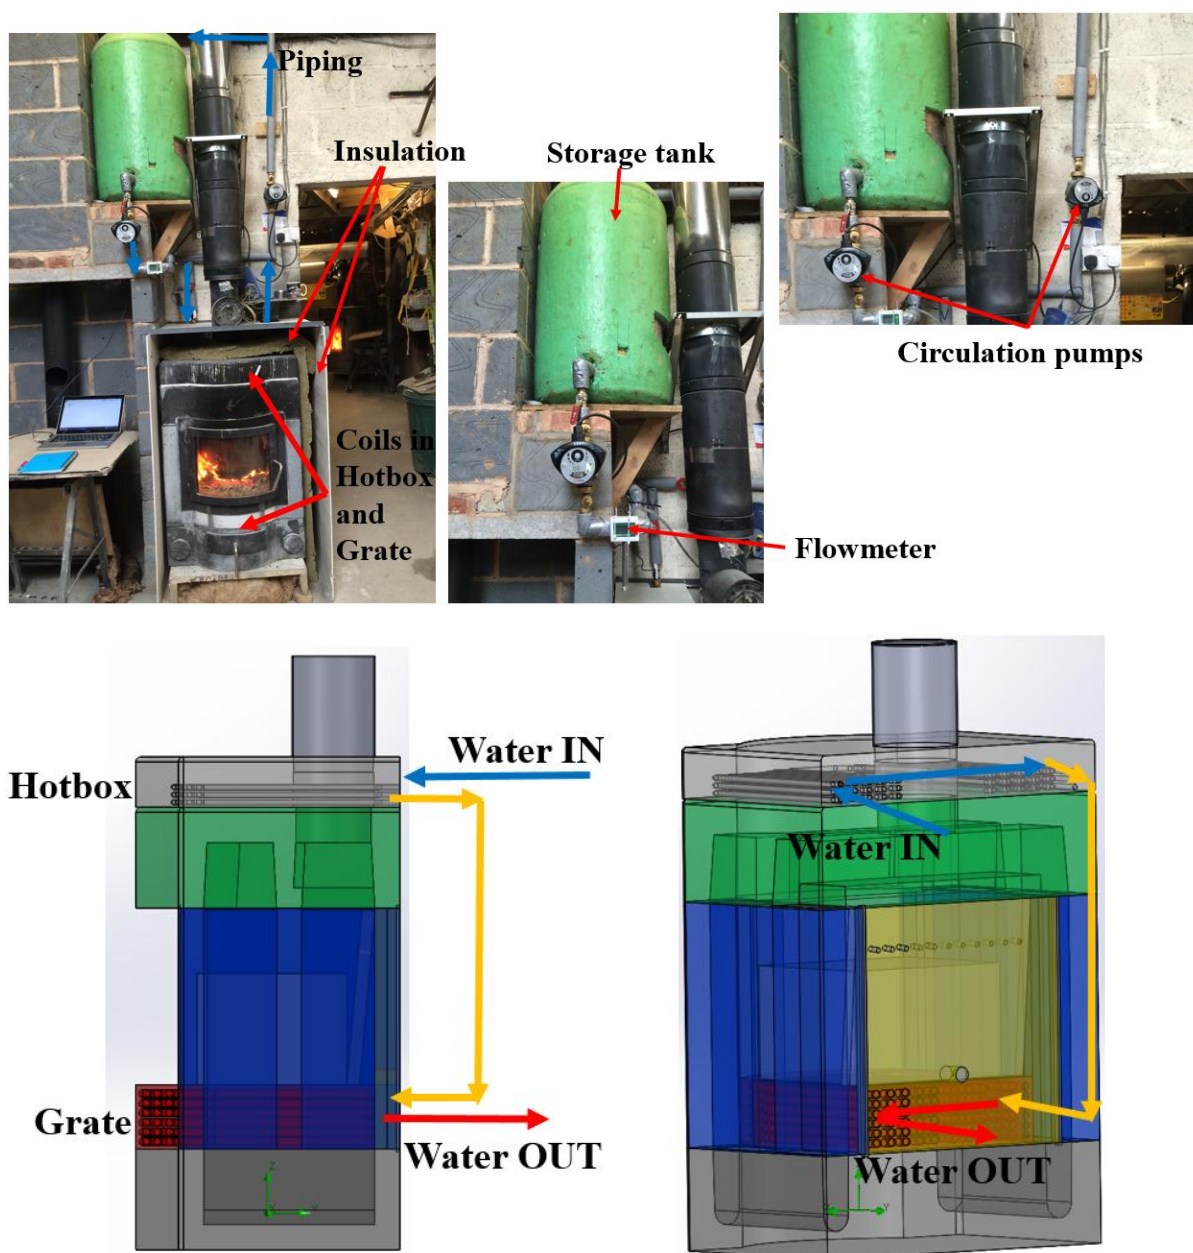 Piping
Insulation
Storage tank
Circulation pumps
Coils in
Hotbox
and
Grate
Flowmeter
Water IN
Hotbox
Grate
Water OUT
Water IN
Water OUT
Z
Y
Y